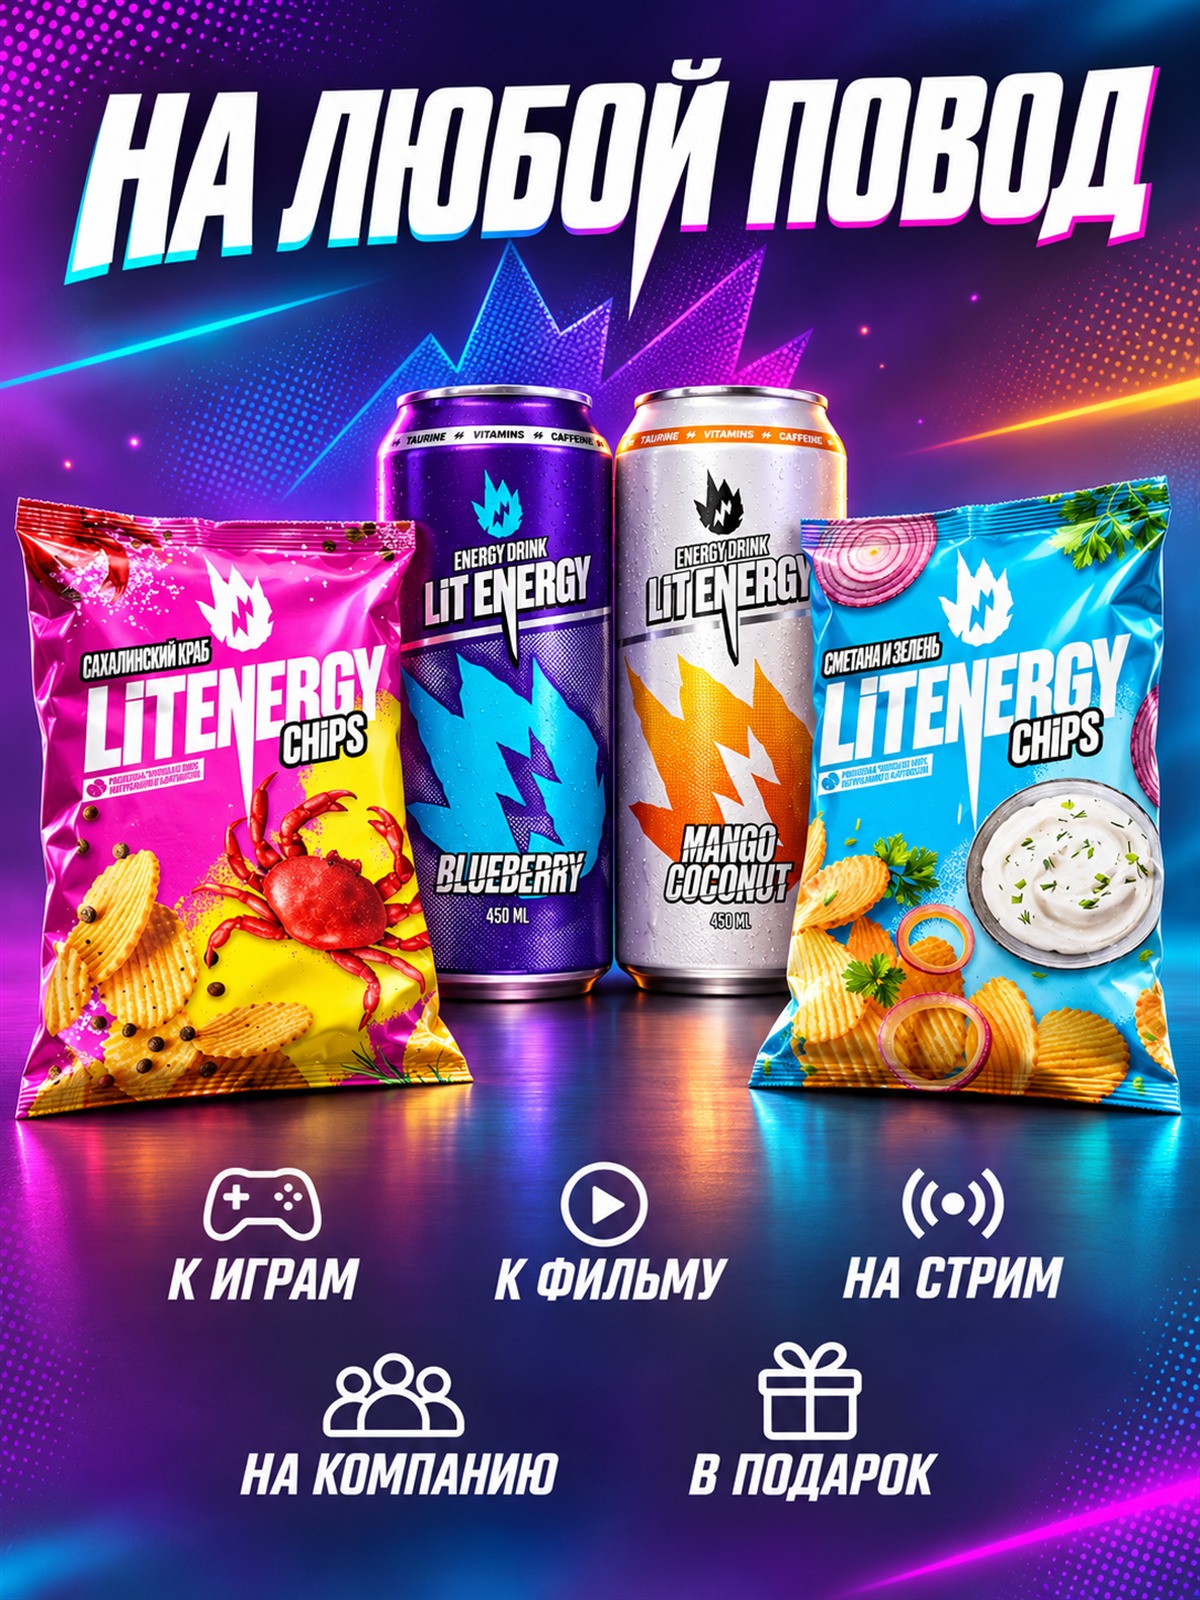 НА ЛЮБОЙ ПОВОД
TAURINE VITAMINS CAFFEINE
ENERGY DRINK
LiT ENERGY
BLUEBERRY
450 ML
TAURINE VITAMINS CAFFEINE
ENERGY DRINK
LiT ENERGY
MANGO
COCONUT
450 ML
САХАЛИНСКИЙ КРАБ
LiTENERGY
CHiPS
СМЕТАНА И ЗЕЛЕНЬ
LiTENERGY
CHiPS
К ИГРАМ
К ФИЛЬМУ
НА СТРИМ
НА КОМПАНИЮ
В ПОДАРОК